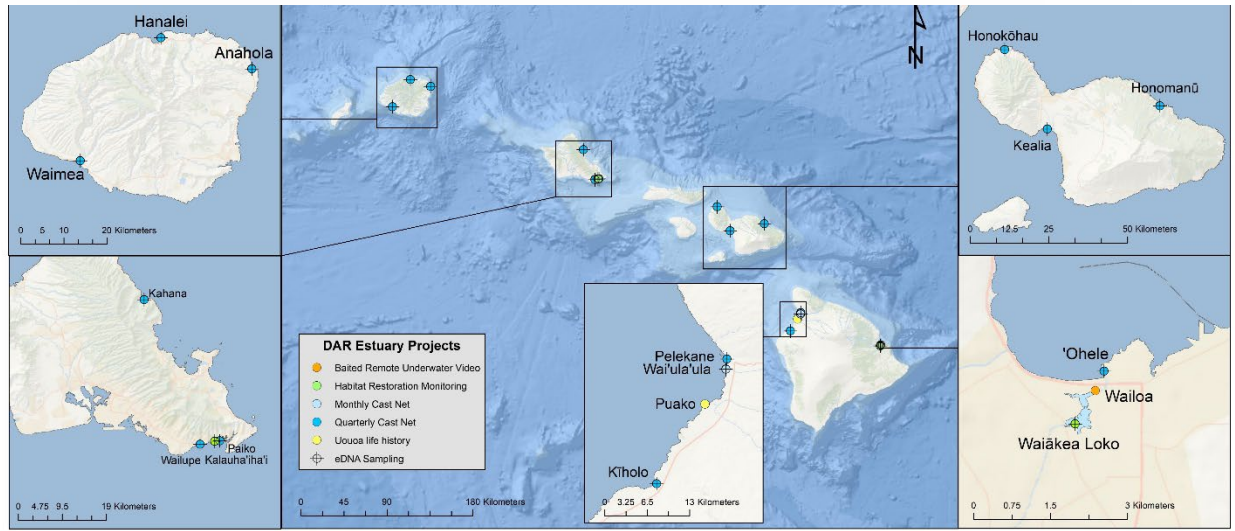 Hanalei
Anahola
Waimea
0 5 10 20 Kilometers
Kahana
Paiko
Wailupe Kalauha'iha'i
0 4.75 9.5 19 Kilometers
N
DAR Estuary Projects
Baited Remote Underwater Video
Habitat Restoration Monitoring
Monthly Cast Net
Quarterly Cast Net
Uouoa life history
eDNA Sampling
0 45 90 180 Kilometers
Pelekane
Wai'ula'ula
Puako
Kīholo
0 3.25 6.5 13 Kilometers
Honokōhau
Honomanū
Kealia
0 12.5 25 50 Kilometers
'Ohele
Wailoa
Waiākea Loko
0 0.75 1.5 3 Kilometers